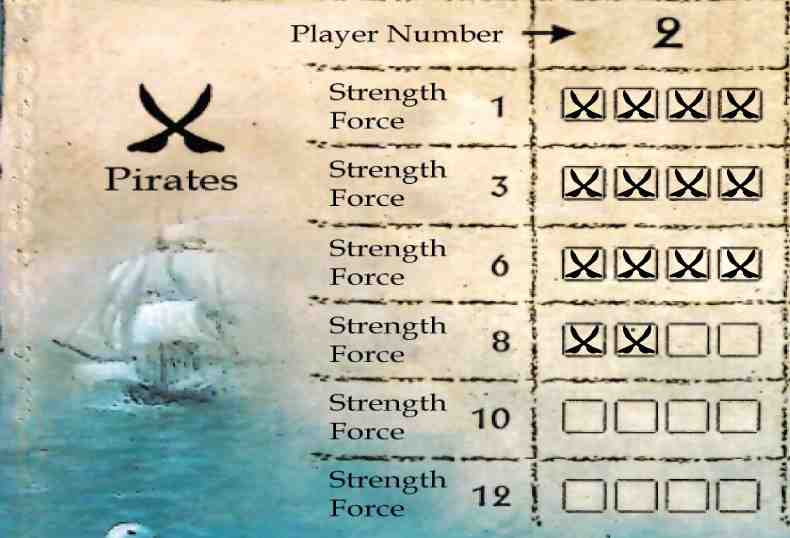 Player Number 2
Strength
Force 1
Pirates
Strength
Force 3
Strength
Force 6
Strength
Force 8
Strength
Force 10
Strength
Force 12